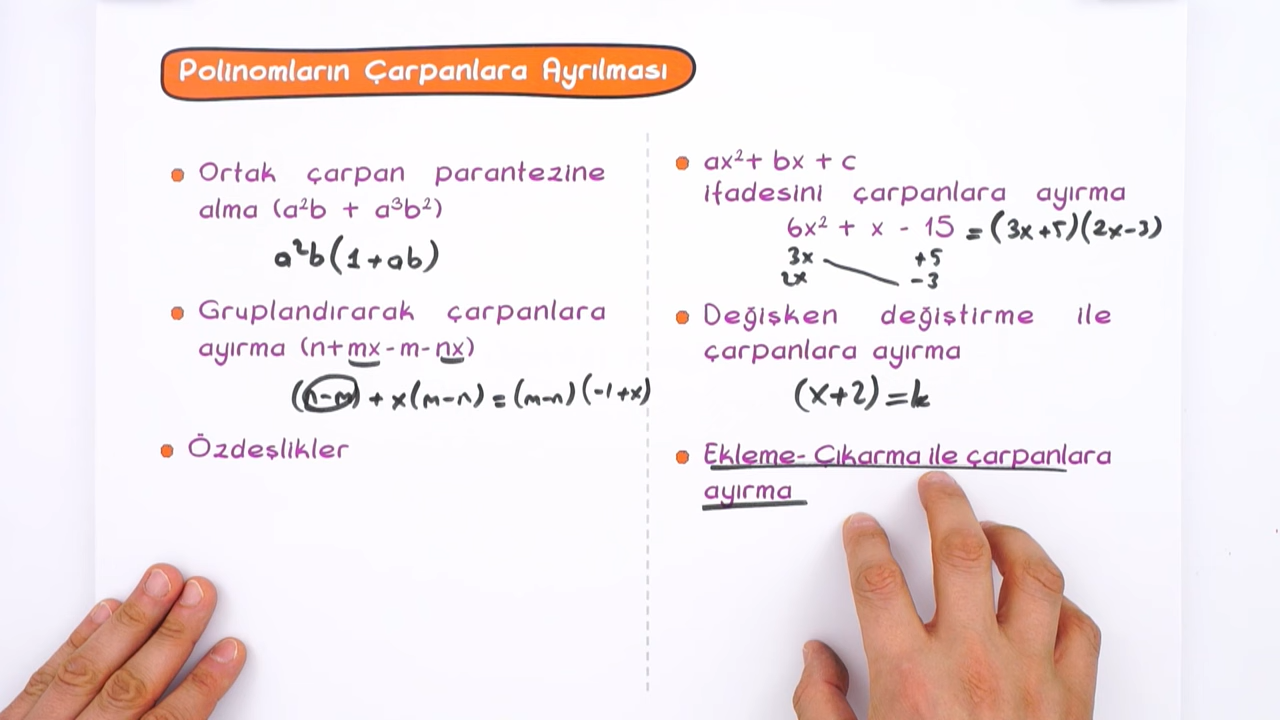 Polinomların Çarpanlara Ayrılması
Ortak çarpan parantezine
alma (a²b + a³b²)
a²b(1+ab)
Gruplandırarak çarpanlara
ayırma (n+mx-m-nx)
(n-m) + x(m-n) = (m-n)(-1+x)
Özdeşlikler
ax²+ bx + c
ifadesini çarpanlara ayırma
6x² + x - 15 = (3x+5)(2x-3)
3x +5
2x -3
Değişken değiştirme ile
çarpanlara ayırma
(x+2)=k
Ekleme- Çıkarma ile çarpanlara
ayırma